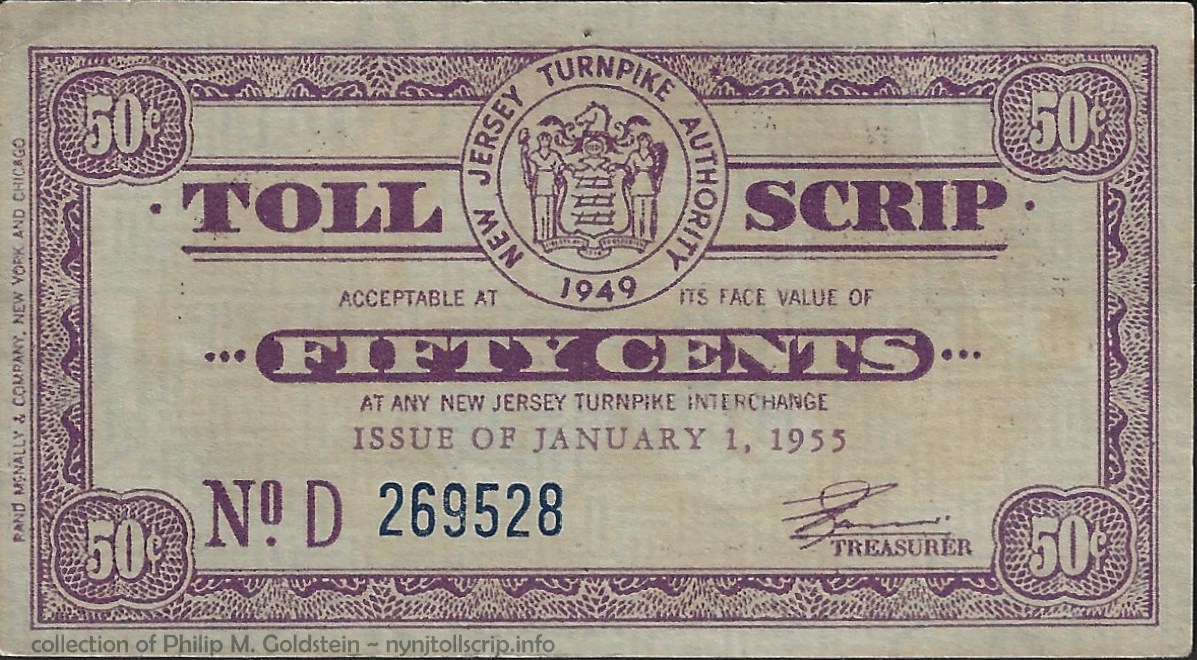 50¢ 50¢
NEW JERSEY TURNPIKE AUTHORITY
1949
TOLL SCRIP
ACCEPTABLE AT ITS FACE VALUE OF
FIFTY CENTS
AT ANY NEW JERSEY TURNPIKE INTERCHANGE
ISSUE OF JANUARY 1, 1955
Nº. D 269528
TREASURER
50¢ 50¢
RAND MCNALLY & COMPANY, NEW YORK AND CHICAGO
collection of Philip M. Goldstein ~ nynjtollscrip.info